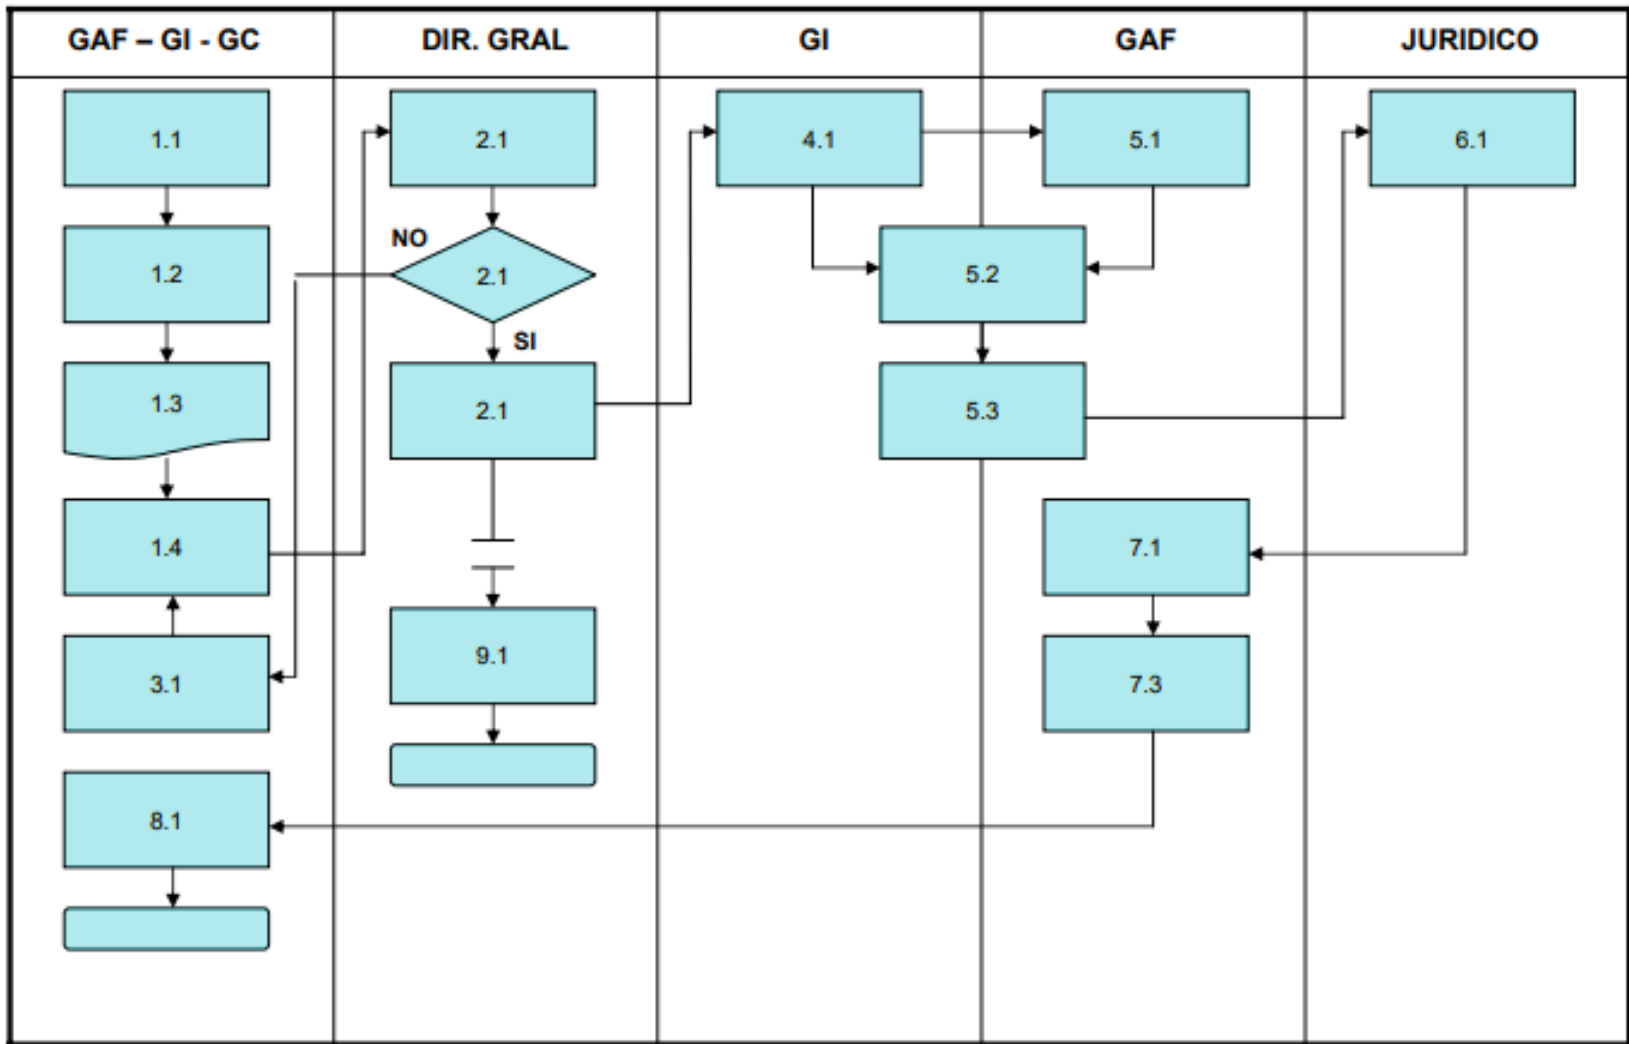 GAF – GI - GC
DIR. GRAL
GI
GAF
JURIDICO
1.1
2.1
4.1
5.1
6.1
NO
1.2
2.1
5.2
SI
1.3
2.1
5.3
1.4
7.1
9.1
3.1
7.3
8.1